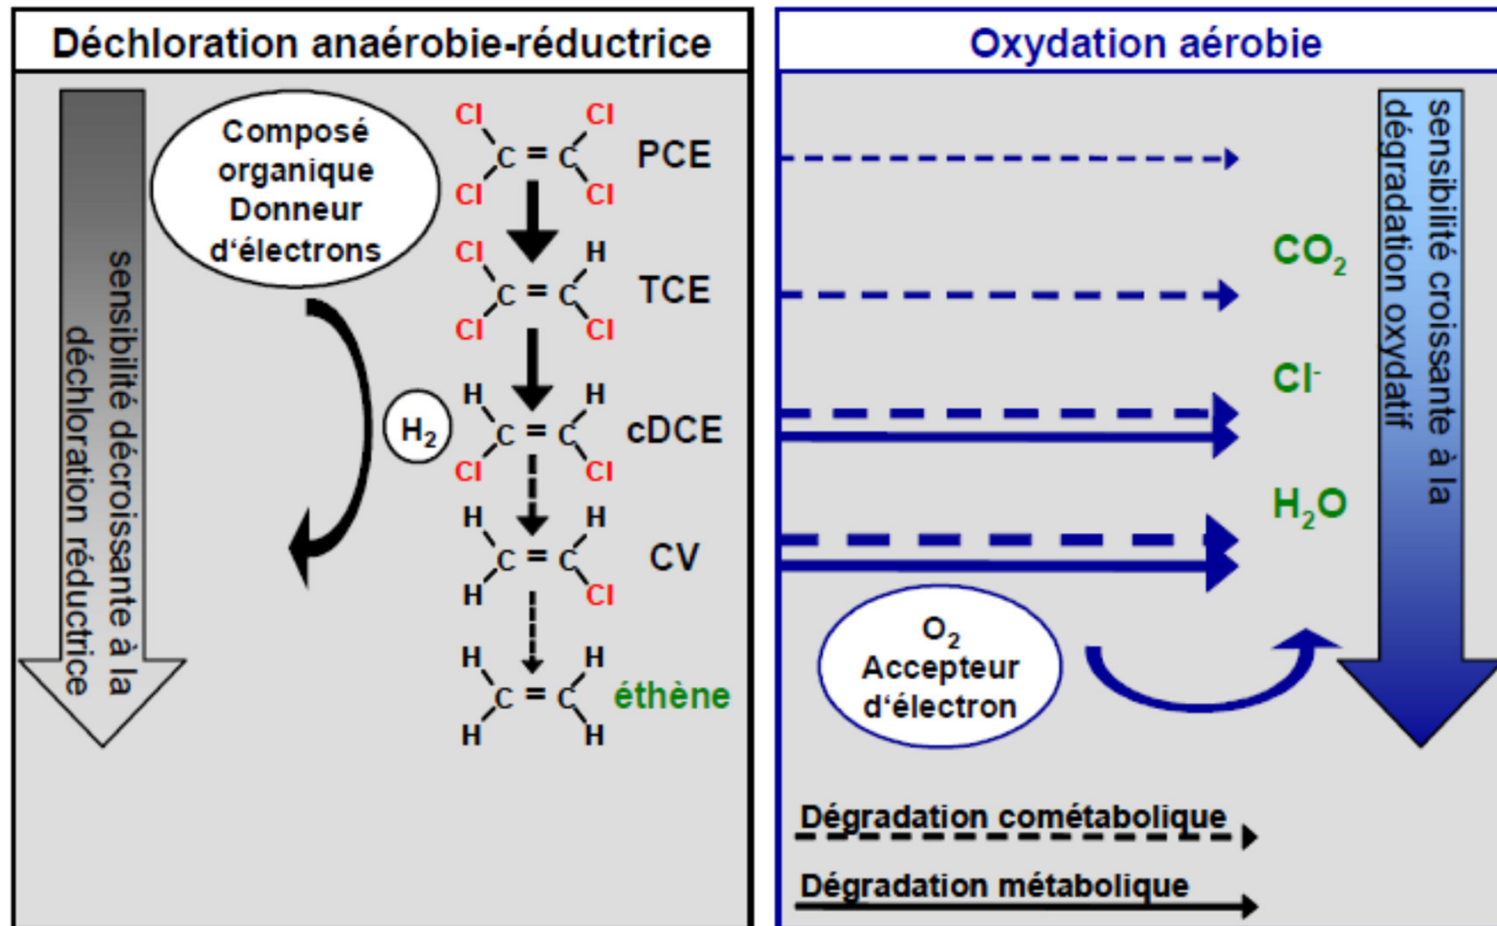 Déchloration anaérobie-réductrice
sensibilité décroissante à la
déchloration réductrice
Composé
organique
Donneur
d‘électrons
H₂
Cl Cl
C = C PCE
Cl Cl
Cl H
C = C TCE
Cl Cl
H H
C = C cDCE
Cl Cl
H H
C = C CV
H Cl
H H
C = C éthène
H H
Oxydation aérobie
CO₂
Cl⁻
H₂O
sensibilité croissante à la
dégradation oxydatif
O₂
Accepteur
d‘électron
Dégradation cométabolique
Dégradation métabolique